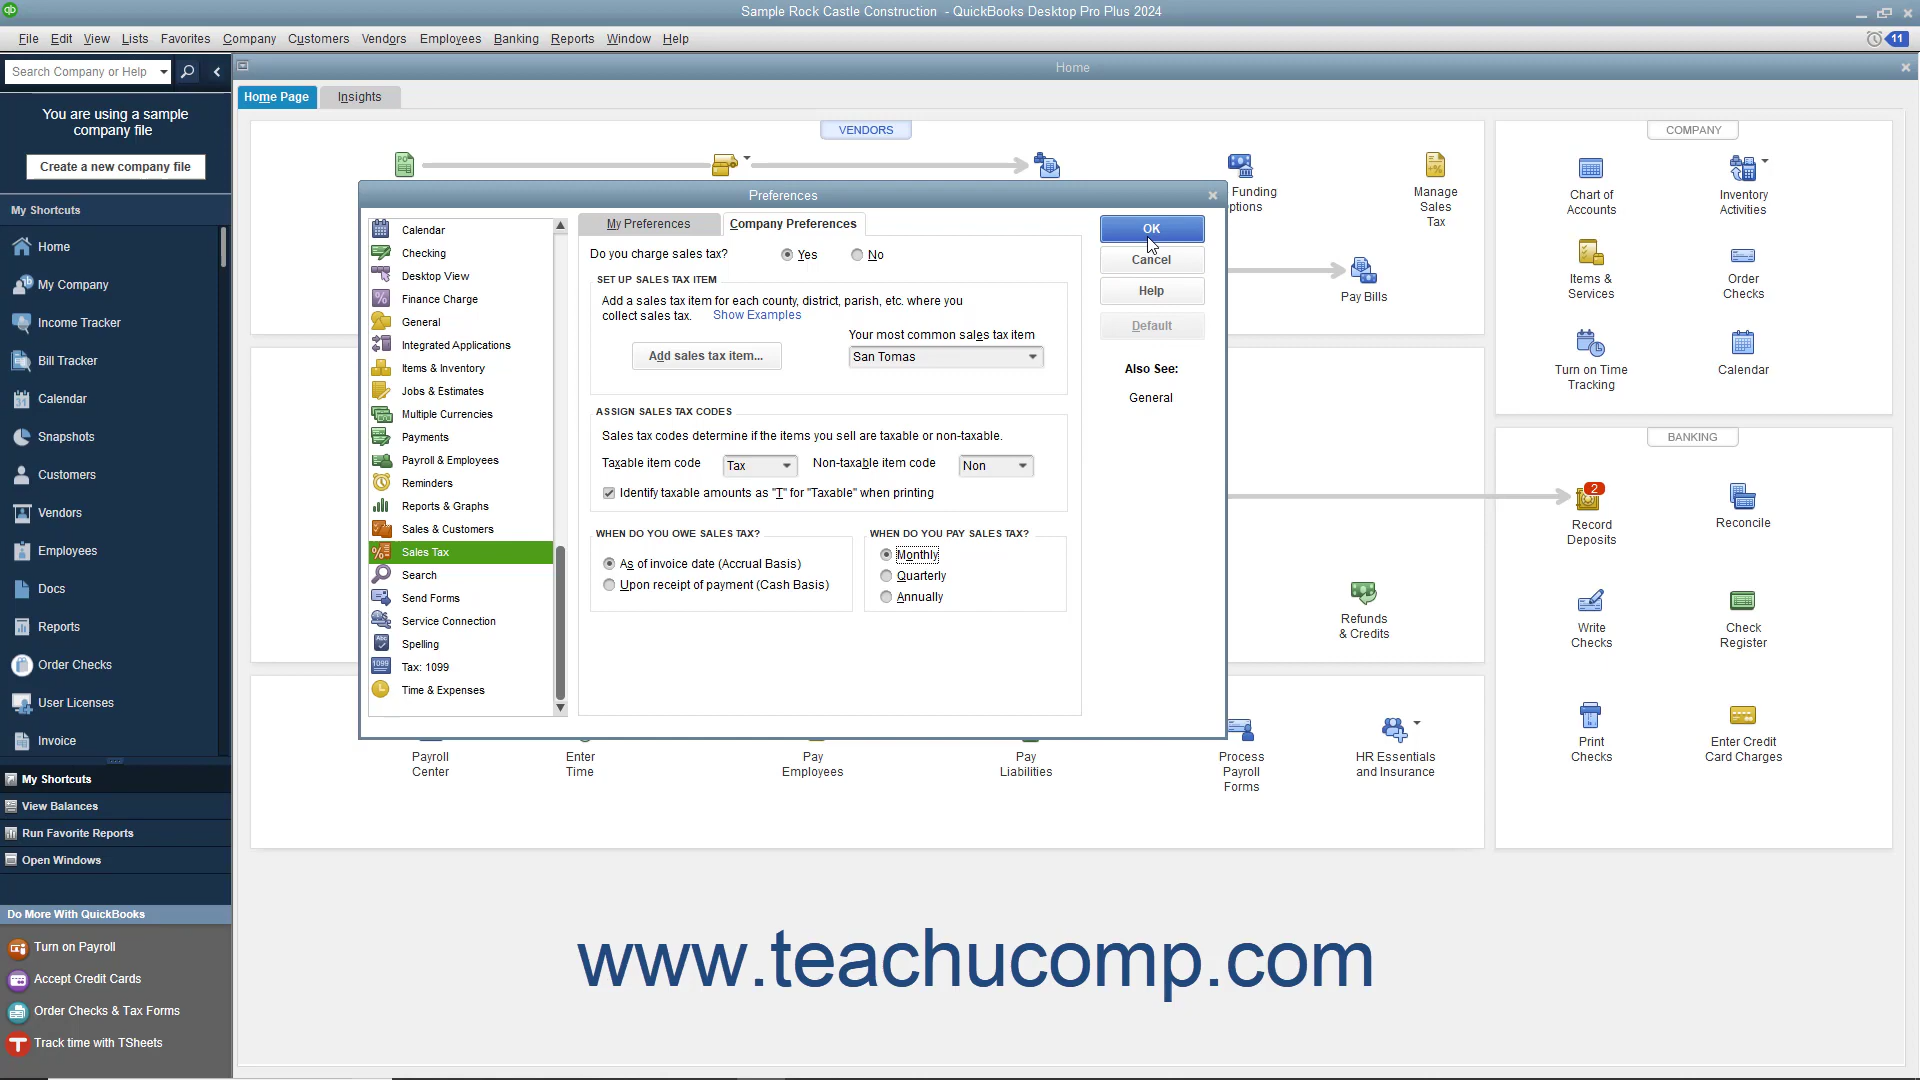 Sample Rock Castle Construction - QuickBooks Desktop Pro Plus 2024
File Edit View Lists Favorites Company Customers Vendors Employees Banking Reports Window Help
11
Search Company or Help
Home
Home Page
Insights
You are using a sample
company file
Create a new company file
My Shortcuts
Home
My Company
Income Tracker
Bill Tracker
Calendar
Snapshots
Customers
Vendors
Employees
Docs
Reports
Order Checks
User Licenses
Invoice
My Shortcuts
View Balances
Run Favorite Reports
Open Windows
Do More With QuickBooks
Turn on Payroll
Accept Credit Cards
Order Checks & Tax Forms
Track time with TSheets
VENDORS
Funding
ptions
Manage
Sales
Tax
Pay Bills
Refunds
& Credits
Preferences
Calendar
Checking
Desktop View
Finance Charge
General
Integrated Applications
Items & Inventory
Jobs & Estimates
Multiple Currencies
Payments
Payroll & Employees
Reminders
Reports & Graphs
Sales & Customers
Sales Tax
Search
Send Forms
Service Connection
Spelling
Tax: 1099
Time & Expenses
My Preferences
Company Preferences
Do you charge sales tax? Yes No
SET UP SALES TAX ITEM
Add a sales tax item for each county, district, parish, etc. where you
collect sales tax. Show Examples
Your most common sales tax item
Add sales tax item...
San Tomas
ASSIGN SALES TAX CODES
Sales tax codes determine if the items you sell are taxable or non-taxable.
Taxable item code Tax Non-taxable item code Non
Identify taxable amounts as "T" for "Taxable" when printing
WHEN DO YOU OWE SALES TAX?
As of invoice date (Accrual Basis)
Upon receipt of payment (Cash Basis)
WHEN DO YOU PAY SALES TAX?
Monthly
Quarterly
Annually
OK
Cancel
Help
Default
Also See:
General
Payroll
Center
Enter
Time
Pay
Employees
Pay
Liabilities
Process
Payroll
Forms
HR Essentials
and Insurance
COMPANY
Chart of
Accounts
Inventory
Activities
Items &
Services
Order
Checks
Turn on Time
Tracking
Calendar
BANKING
2
Record
Deposits
Reconcile
Write
Checks
Check
Register
Print
Checks
Enter Credit
Card Charges
www.teachucomp.com